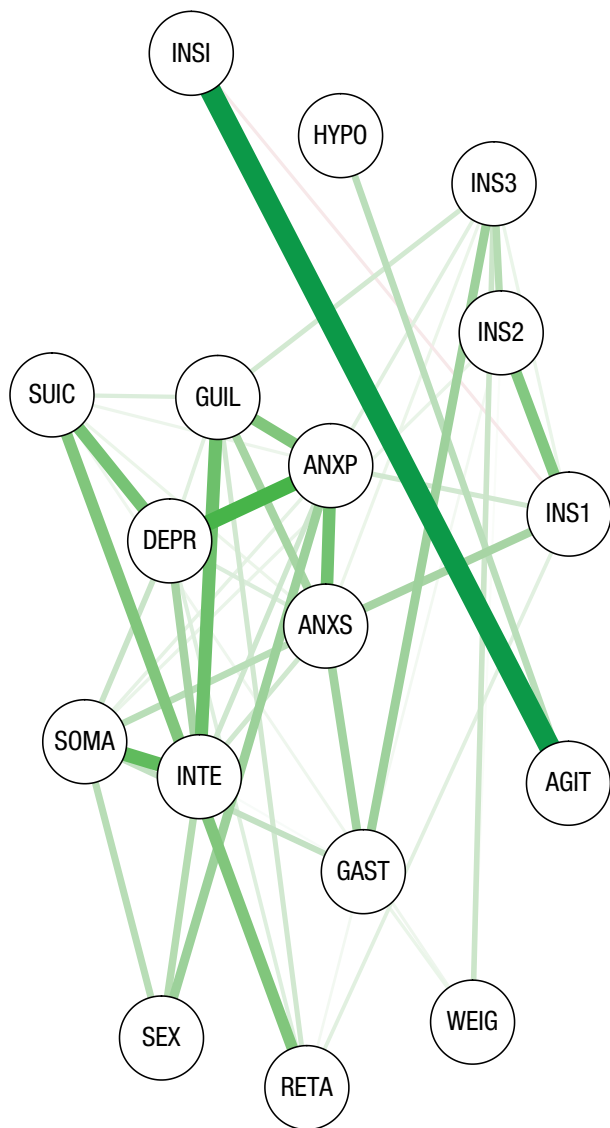 INSI
HYPO
INS3
INS2
SUIC
GUIL
ANXP
INS1
DEPR
ANXS
SOMA
INTE
AGIT
GAST
WEIG
SEX
RETA